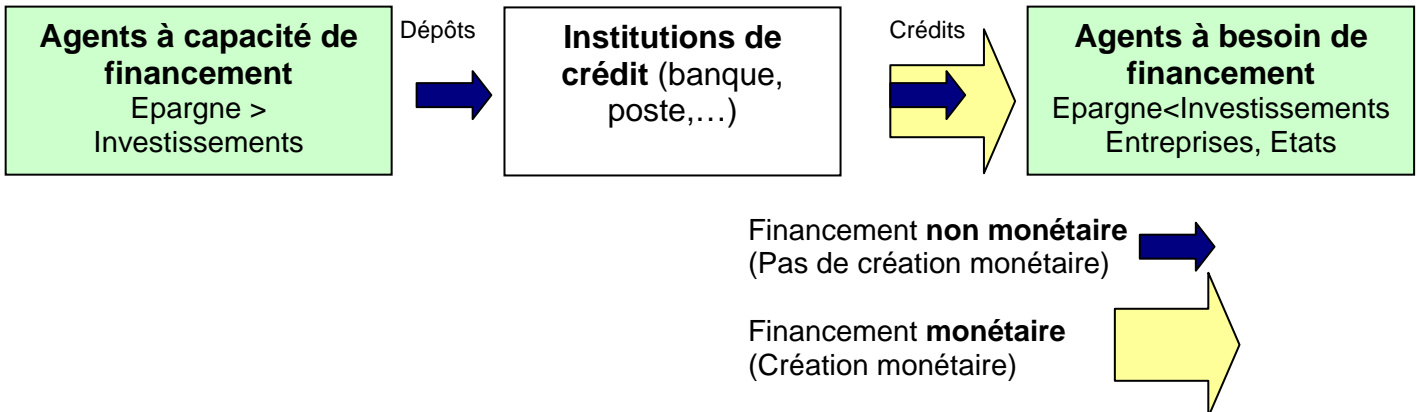 Agents à capacité de
financement
Epargne >
Investissements
Dépôts
Institutions de
crédit (banque,
poste,…)
Crédits
Agents à besoin de
financement
Epargne<Investissements
Entreprises, Etats
Financement non monétaire
(Pas de création monétaire)
Financement monétaire
(Création monétaire)